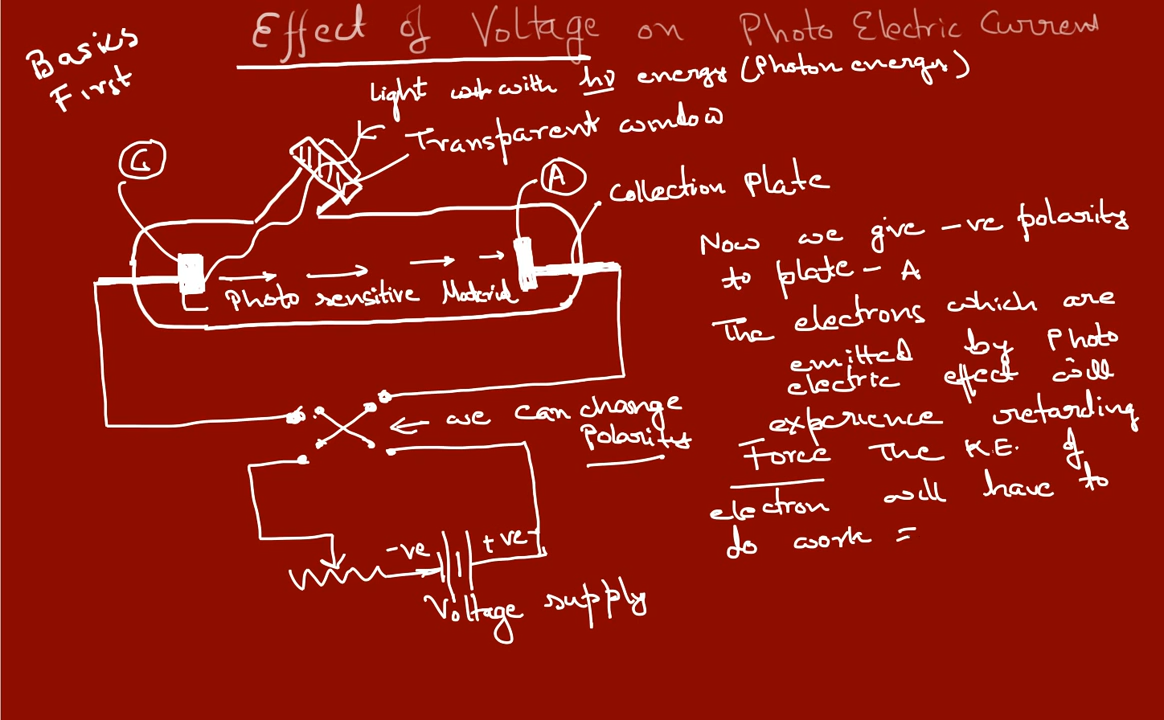 Effect of Voltage on Photo Electric Current
Basics
First
Light with hν energy (Photon energy)
Transparent window
C
A
Collection Plate
Photo sensitive Material
we can change
Polarity
-ve
+ve
Voltage supply
Now we give -ve polarity
to plate - A
The electrons which are
emitted by Photo
electric effect will
experience retarding
Force The K.E. of
electron will have to
do work =